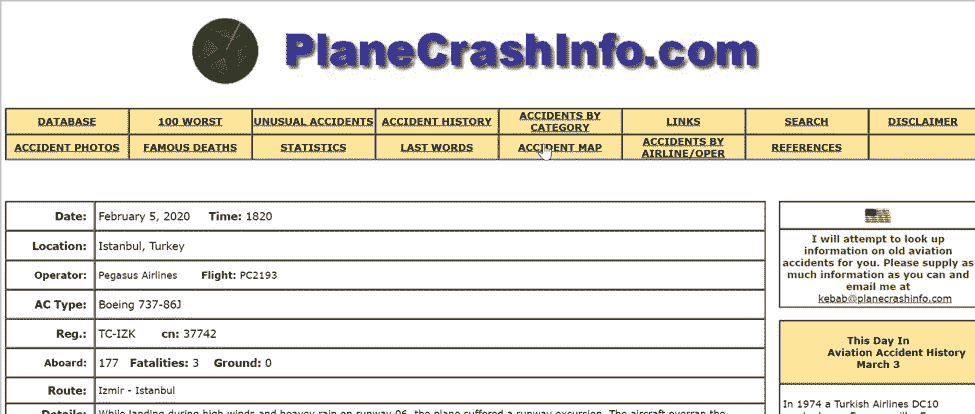 PlaneCrashInfo.com
DATABASE
100 WORST
UNUSUAL ACCIDENTS
ACCIDENT HISTORY
ACCIDENTS BY
CATEGORY
LINKS
SEARCH
DISCLAIMER
ACCIDENT PHOTOS
FAMOUS DEATHS
STATISTICS
LAST WORDS
ACCIDENT MAP
ACCIDENTS BY
AIRLINE/OPER
REFERENCES
Date: February 5, 2020 Time: 1820
Location: Istanbul, Turkey
Operator: Pegasus Airlines Flight: PC2193
AC Type: Boeing 737-86J
Reg.: TC-IZK cn: 37742
Aboard: 177 Fatalities: 3 Ground: 0
Route: Izmir - Istanbul
Details: While landing during high winds and heavey rain on runway 06, the plane suffered a runway excursion. The aircraft overran the
I will attempt to look up
information on old aviation
accidents for you. Please supply as
much information as you can and
email me at
kebab@planecrashinfo.com
This Day In
Aviation Accident History
March 3
In 1974 a Turkish Airlines DC10